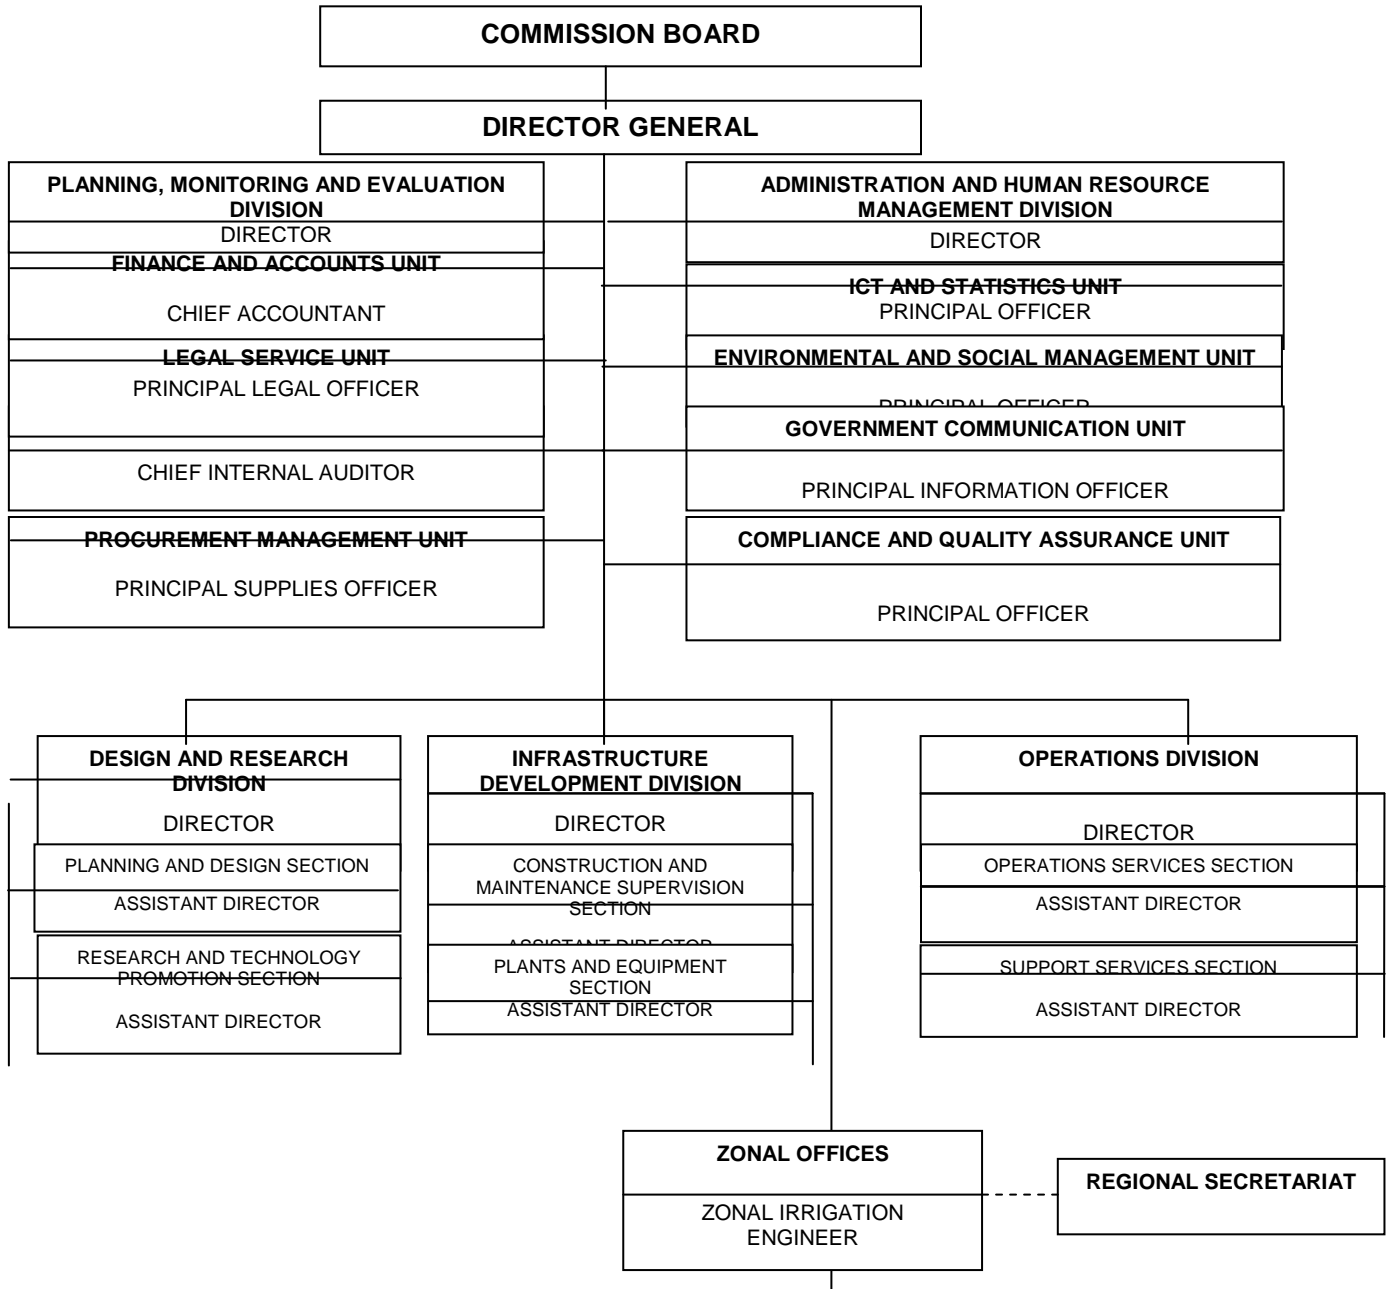 COMMISSION BOARD
DIRECTOR GENERAL
PLANNING, MONITORING AND EVALUATION
DIVISION
DIRECTOR
FINANCE AND ACCOUNTS UNIT
CHIEF ACCOUNTANT
LEGAL SERVICE UNIT
PRINCIPAL LEGAL OFFICER
CHIEF INTERNAL AUDITOR
PROCUREMENT MANAGEMENT UNIT
PRINCIPAL SUPPLIES OFFICER
ADMINISTRATION AND HUMAN RESOURCE
MANAGEMENT DIVISION
DIRECTOR
ICT AND STATISTICS UNIT
PRINCIPAL OFFICER
ENVIRONMENTAL AND SOCIAL MANAGEMENT UNIT
PRINCIPAL OFFICER
GOVERNMENT COMMUNICATION UNIT
PRINCIPAL INFORMATION OFFICER
COMPLIANCE AND QUALITY ASSURANCE UNIT
PRINCIPAL OFFICER
DESIGN AND RESEARCH
DIVISION
DIRECTOR
PLANNING AND DESIGN SECTION
ASSISTANT DIRECTOR
RESEARCH AND TECHNOLOGY
PROMOTION SECTION
ASSISTANT DIRECTOR
INFRASTRUCTURE
DEVELOPMENT DIVISION
DIRECTOR
CONSTRUCTION AND
MAINTENANCE SUPERVISION
SECTION
ASSISTANT DIRECTOR
PLANTS AND EQUIPMENT
SECTION
ASSISTANT DIRECTOR
OPERATIONS DIVISION
DIRECTOR
OPERATIONS SERVICES SECTION
ASSISTANT DIRECTOR
SUPPORT SERVICES SECTION
ASSISTANT DIRECTOR
ZONAL OFFICES
ZONAL IRRIGATION
ENGINEER
REGIONAL SECRETARIAT